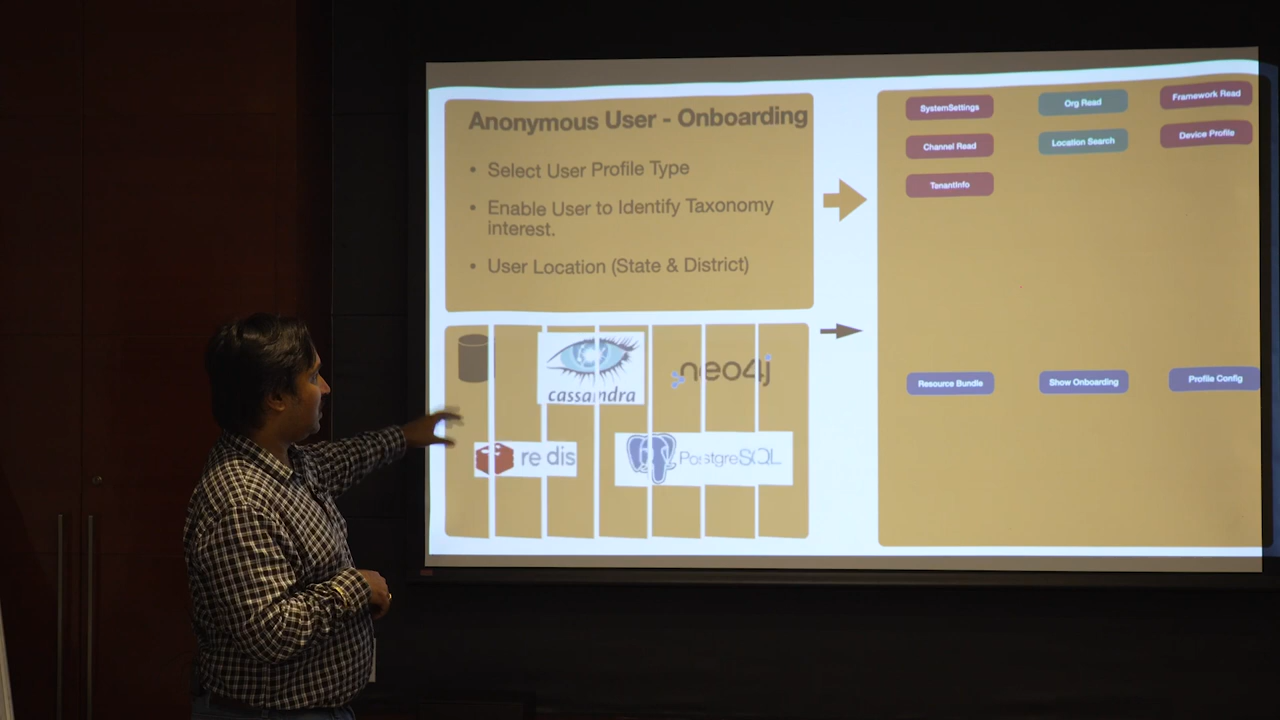 Anonymous User - Onboarding
• Select User Profile Type
• Enable User to Identify Taxonomy
interest.
• User Location (State & District)
SystemSettings
Org Read
Framework Read
Channel Read
Location Search
Device Profile
TanantInfo
Resource Bundle
Show Onboarding
Profile Config
cassandra
neo4j
redis
PostgreSQL